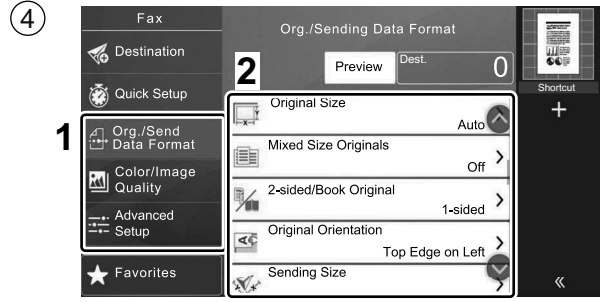 4
Fax
Destination
Quick Setup
1
Org./Send
Data Format
Color/Image
Quality
Advanced
Setup
Favorites
Org./Sending Data Format
2
Preview
Dest.
0
Original Size
Auto
Mixed Size Originals
Off
2-sided/Book Original
1-sided
Original Orientation
Top Edge on Left
Sending Size
Shortcut
+
«